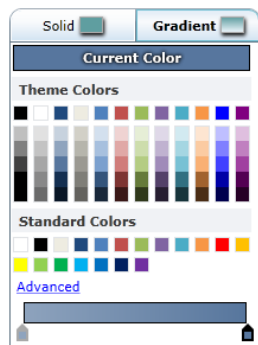 Solid Gradient
Current Color
Theme Colors
Standard Colors
Advanced